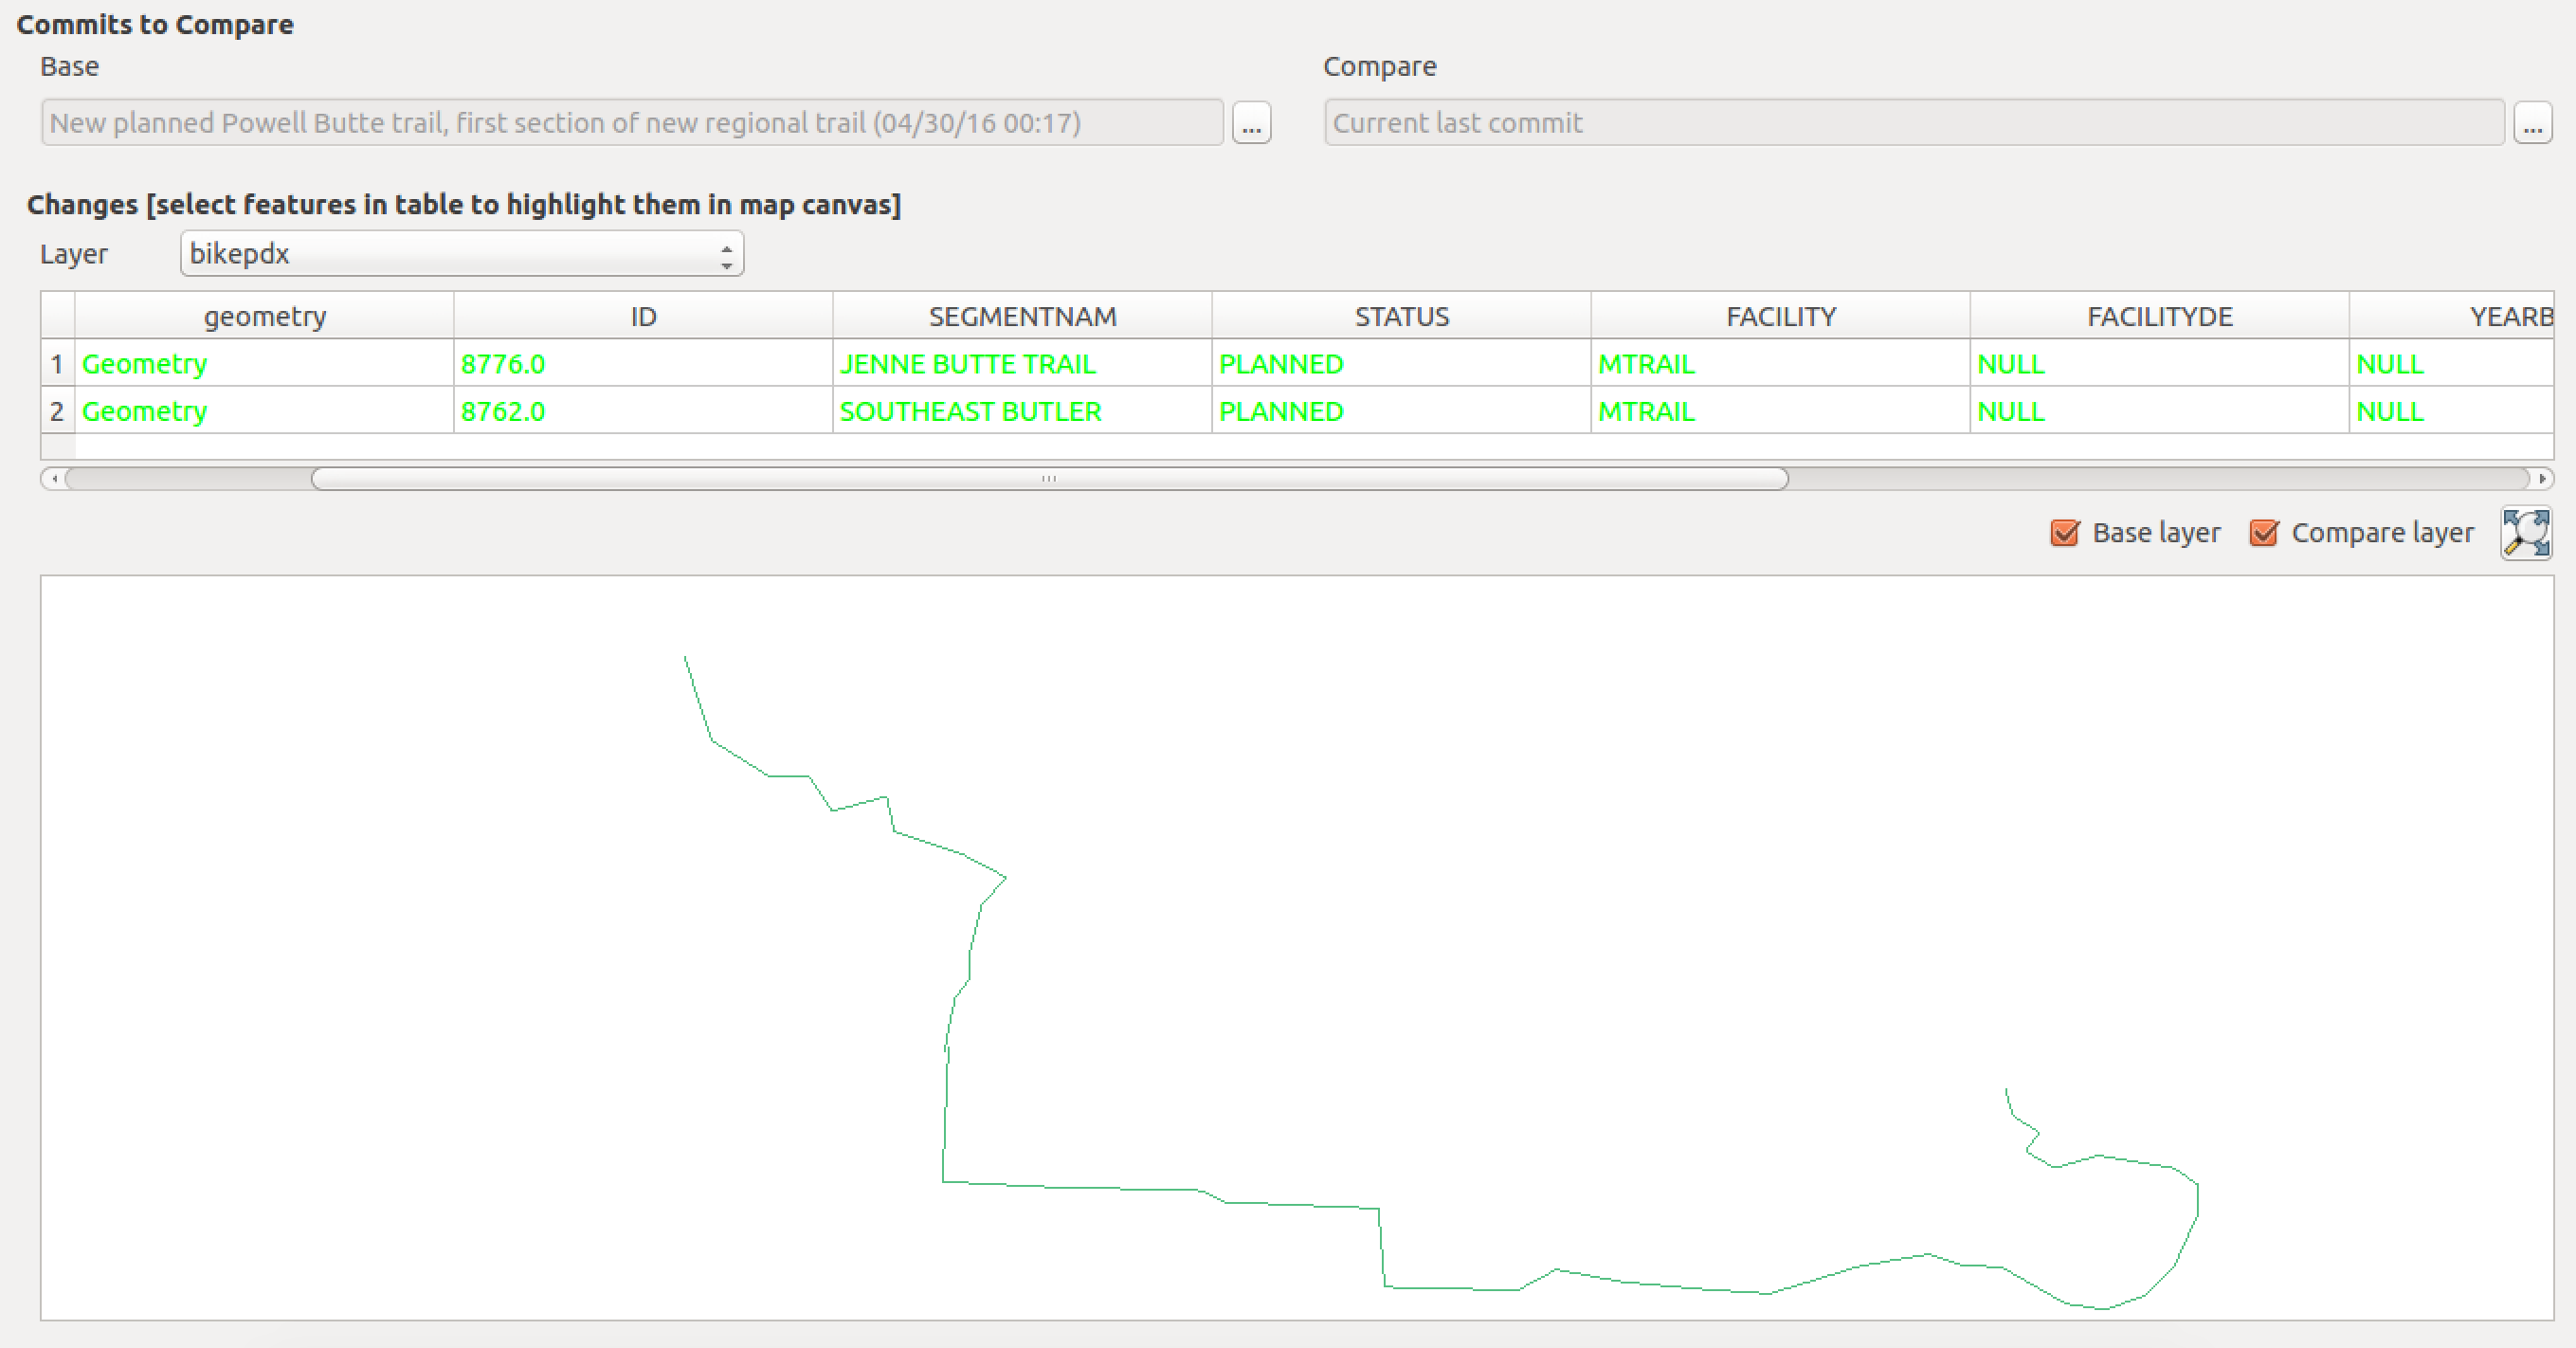 Commits to Compare
Base Compare
New planned Powell Butte trail, first section of new regional trail (04/30/16 00:17) ... Current last commit ...
Changes [select features in table to highlight them in map canvas]
Layer bikepdx
geometry ID SEGMENTNAM STATUS FACILITY FACILITYDE YEARB
1 Geometry 8776.0 JENNE BUTTE TRAIL PLANNED MTRAIL NULL NULL
2 Geometry 8762.0 SOUTHEAST BUTLER PLANNED MTRAIL NULL NULL
Base layer Compare layer